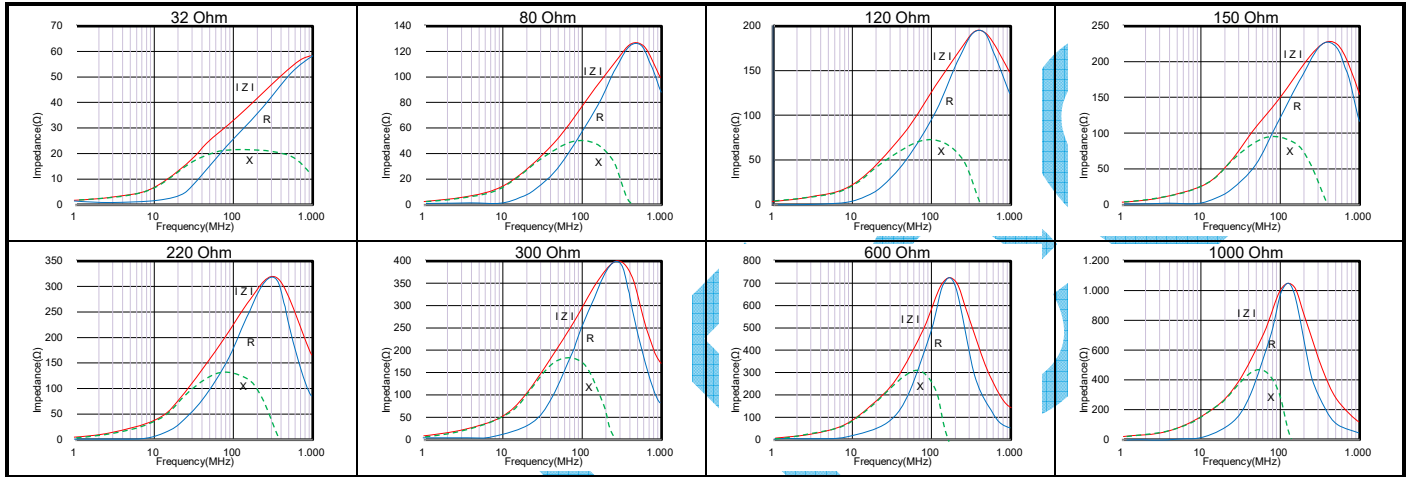 32 Ohm
70
60
50
40
30
20
10
0
Impedance(Ω)
I Z I
R
X
1
10
100
1.000
Frequency(MHz)
80 Ohm
140
120
100
80
60
40
20
0
Impedance(Ω)
I Z I
R
X
1
10
100
1.000
Frequency(MHz)
120 Ohm
200
150
100
50
0
Impedance(Ω)
I Z I
R
X
1
10
100
1.000
Frequency(MHz)
150 Ohm
250
200
150
100
50
0
Impedance(Ω)
I Z I
R
X
1
10
100
1.000
Frequency(MHz)
220 Ohm
350
300
250
200
150
100
50
0
Impedance(Ω)
I Z I
R
X
1
10
100
1.000
Frequency(MHz)
300 Ohm
400
350
300
250
200
150
100
50
0
Impedance(Ω)
I Z I
R
X
1
10
100
1.000
Frequency(MHz)
600 Ohm
800
700
600
500
400
300
200
100
0
Impedance(Ω)
I Z I
R
X
1
10
100
1.000
Frequency(MHz)
1000 Ohm
1.200
1.000
800
600
400
200
0
Impedance(Ω)
I Z I
R
X
1
10
100
1.000
Frequency(MHz)